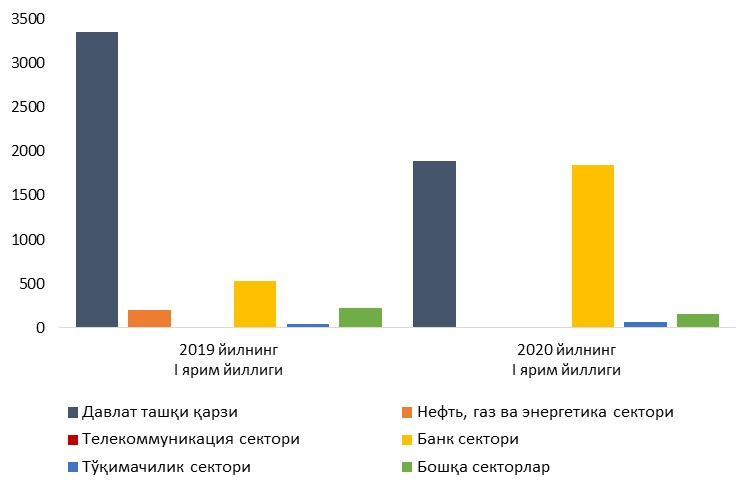 3500
3000
2500
2000
1500
1000
500
0
2019 йилнинг
I ярим йиллиги
2020 йилнинг
I ярим йиллиги
Давлат ташқи қарзи
Нефть, газ ва энергетика сектори
Телекоммуникация сектори
Банк сектори
Тўқимачилик сектори
Бошқа секторлар